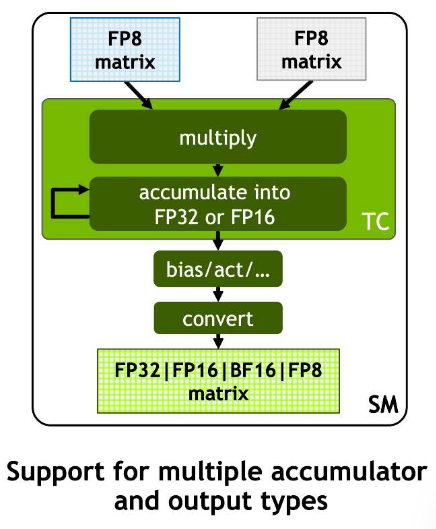 FP8
matrix
FP8
matrix
multiply
accumulate into
FP32 or FP16
TC
bias/act/…
convert
FP32|FP16|BF16|FP8
matrix
SM
Support for multiple accumulator
and output types